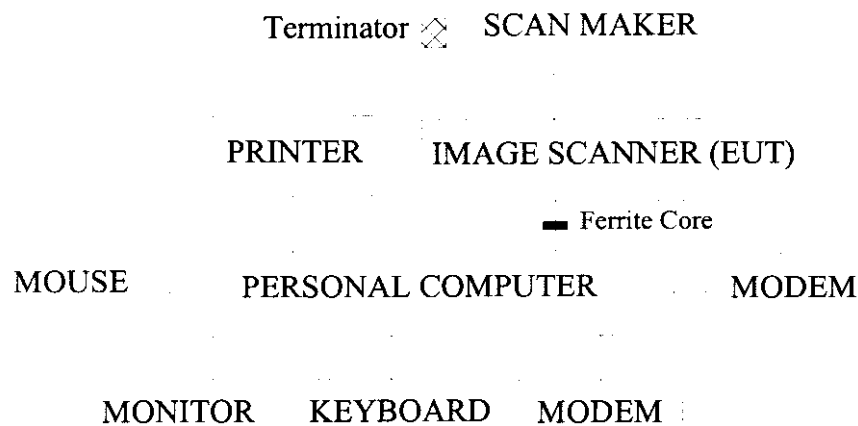 Terminator SCAN MAKER
PRINTER IMAGE SCANNER (EUT)
Ferrite Core
MOUSE PERSONAL COMPUTER MODEM
MONITOR KEYBOARD MODEM